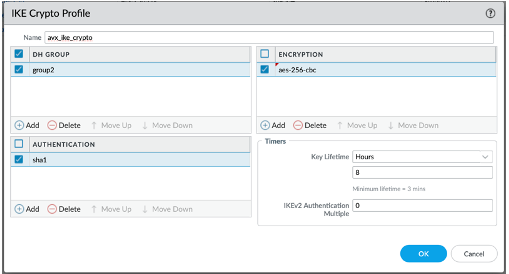 IKE Crypto Profile
Name avx_ike_crypto
DH GROUP
group2
Add Delete Move Up Move Down
ENCRYPTION
aes-256-cbc
Add Delete Move Up Move Down
AUTHENTICATION
sha1
Add Delete Move Up Move Down
Timers
Key Lifetime Hours
8
Minimum lifetime = 3 mins
IKEv2 Authentication 0
Multiple
OK Cancel